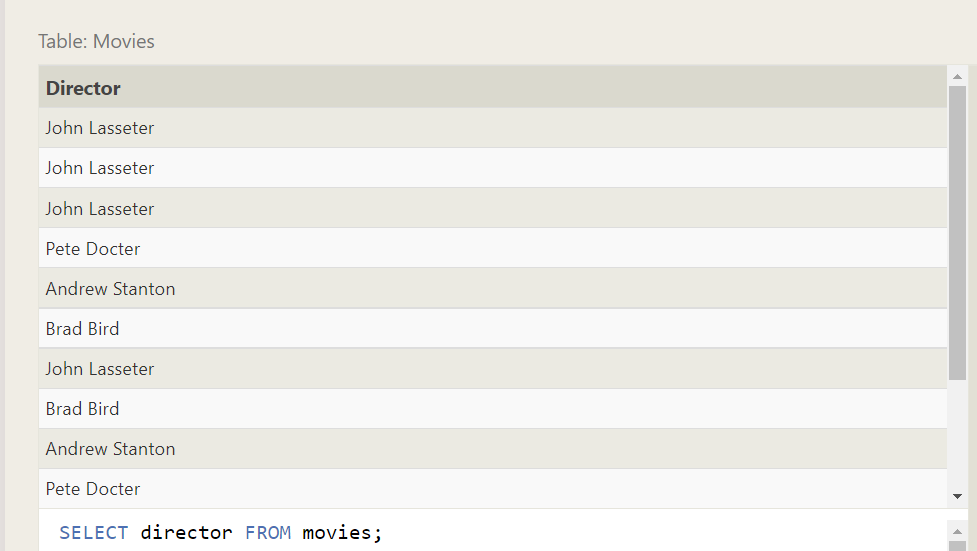 Table: Movies
Director
John Lasseter
John Lasseter
John Lasseter
Pete Docter
Andrew Stanton
Brad Bird
John Lasseter
Brad Bird
Andrew Stanton
Pete Docter
SELECT director FROM movies;